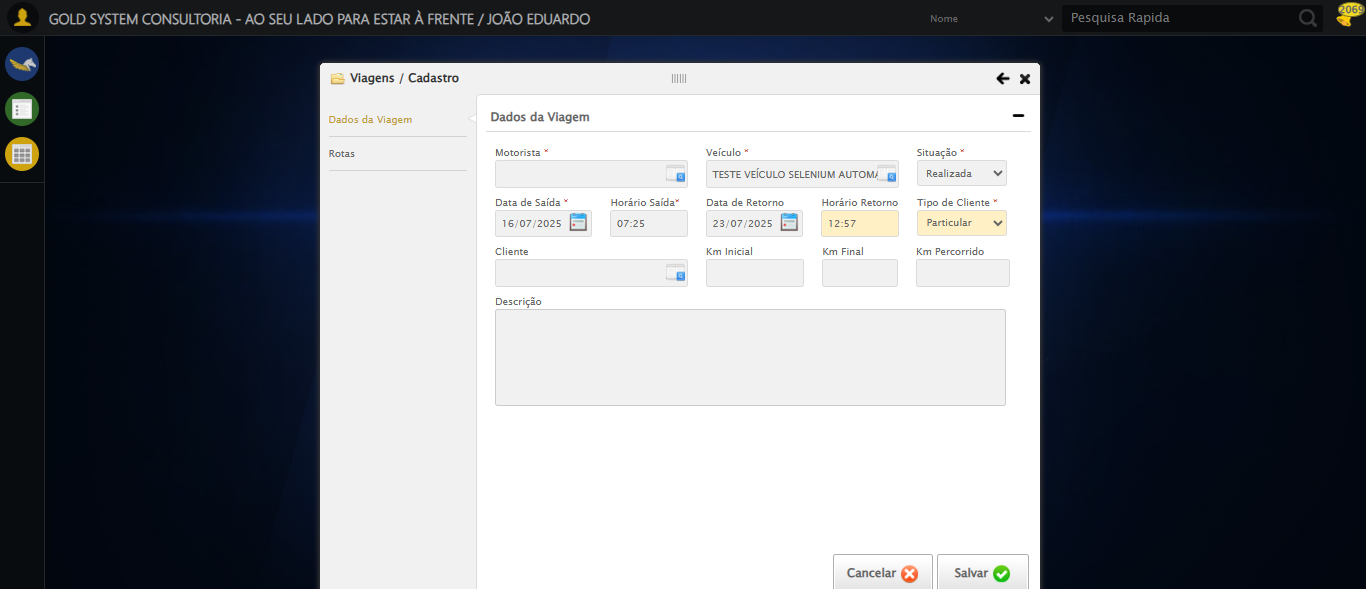 GOLD SYSTEM CONSULTORIA - AO SEU LADO PARA ESTAR À FRENTE / JOÃO EDUARDO
Nome
Pesquisa Rapida
2069
Viagens / Cadastro
Dados da Viagem
Rotas
Dados da Viagem
Motorista *
Veículo *
Situação *
TESTE VEÍCULO SELENIUM AUTOMA
Realizada
Data de Saída *
Horário Saída*
Data de Retorno
Horário Retorno
Tipo de Cliente *
16/07/2025
07:25
23/07/2025
12:57
Particular
Cliente
Km Inicial
Km Final
Km Percorrido
Descrição
Cancelar
Salvar